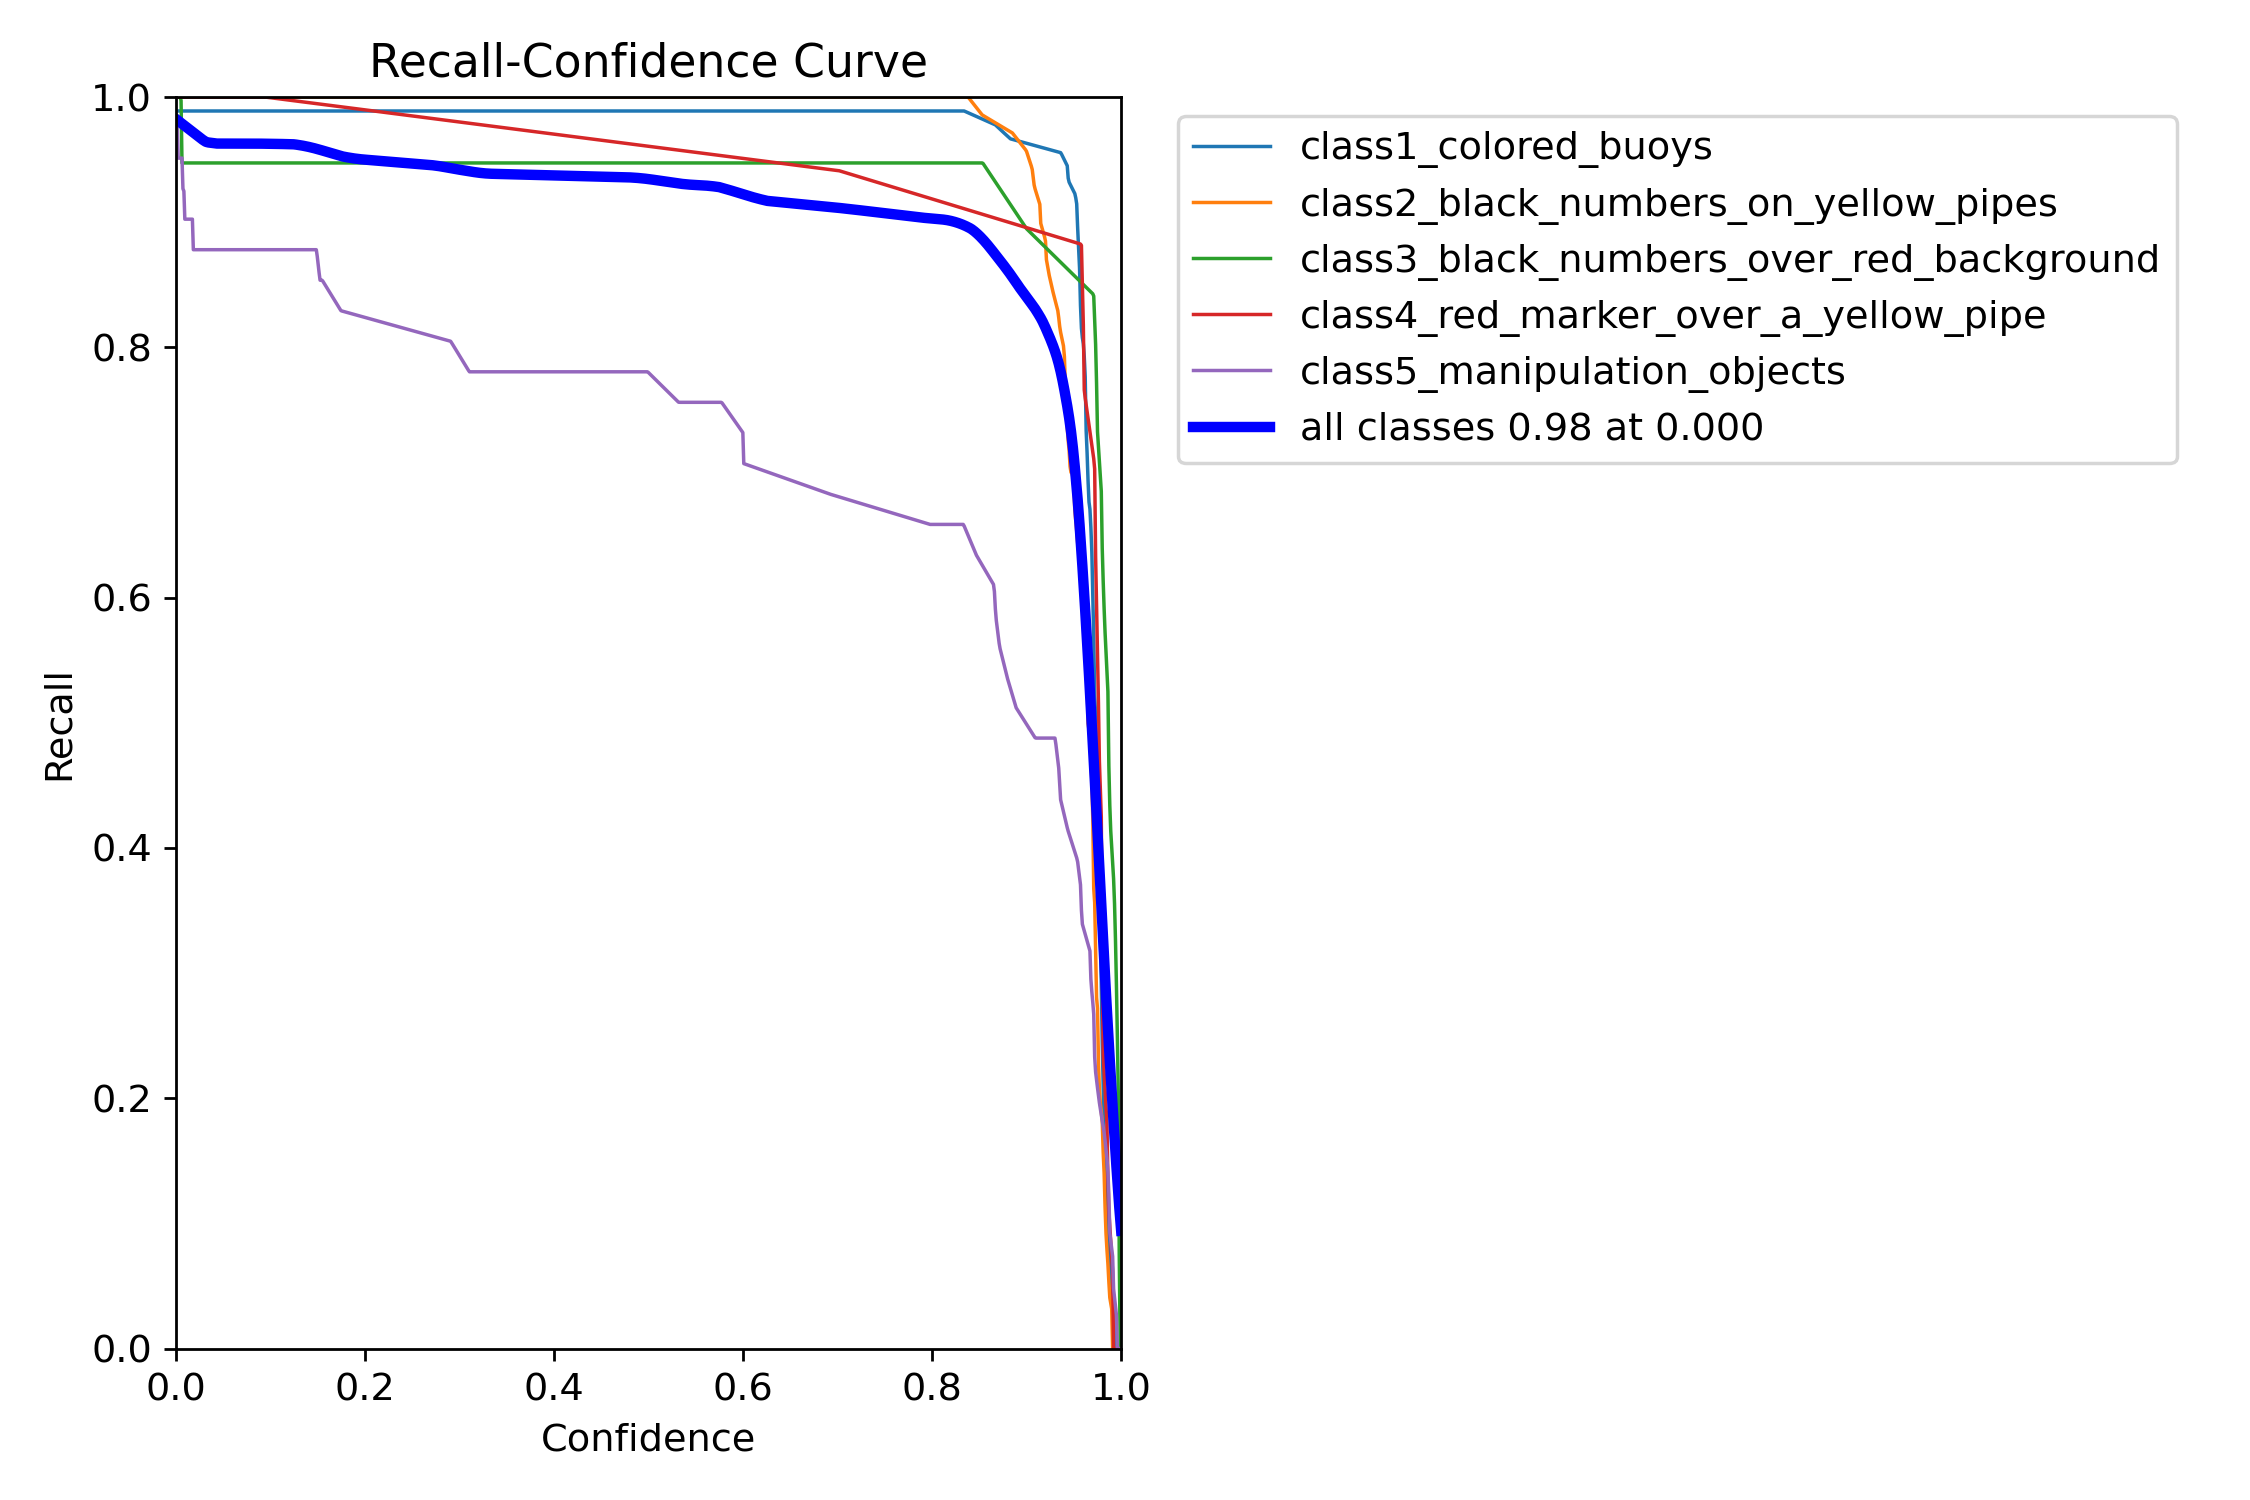 Recall-Confidence Curve
1.0
0.8
0.6
0.4
0.2
0.0
Recall
0.0 0.2 0.4 0.6 0.8 1.0
Confidence
class1_colored_buoys
class2_black_numbers_on_yellow_pipes
class3_black_numbers_over_red_background
class4_red_marker_over_a_yellow_pipe
class5_manipulation_objects
all classes 0.98 at 0.000